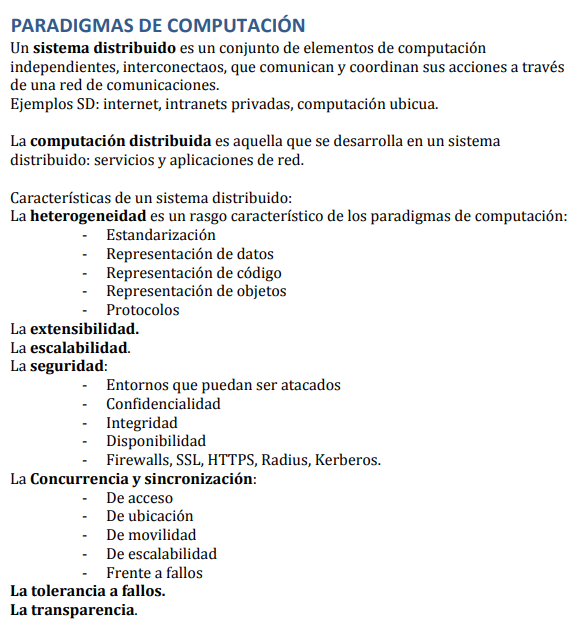 PARADIGMAS DE COMPUTACIÓN
Un sistema distribuido es un conjunto de elementos de computación
independientes, interconectaos, que comunican y coordinan sus acciones a través
de una red de comunicaciones.
Ejemplos SD: internet, intranets privadas, computación ubicua.
La computación distribuida es aquella que se desarrolla en un sistema
distribuido: servicios y aplicaciones de red.
Características de un sistema distribuido:
La heterogeneidad es un rasgo característico de los paradigmas de computación:
- Estandarización
- Representación de datos
- Representación de código
- Representación de objetos
- Protocolos
La extensibilidad.
La escalabilidad.
La seguridad:
- Entornos que puedan ser atacados
- Confidencialidad
- Integridad
- Disponibilidad
- Firewalls, SSL, HTTPS, Radius, Kerberos.
La Concurrencia y sincronización:
- De acceso
- De ubicación
- De movilidad
- De escalabilidad
- Frente a fallos
La tolerancia a fallos.
La transparencia.